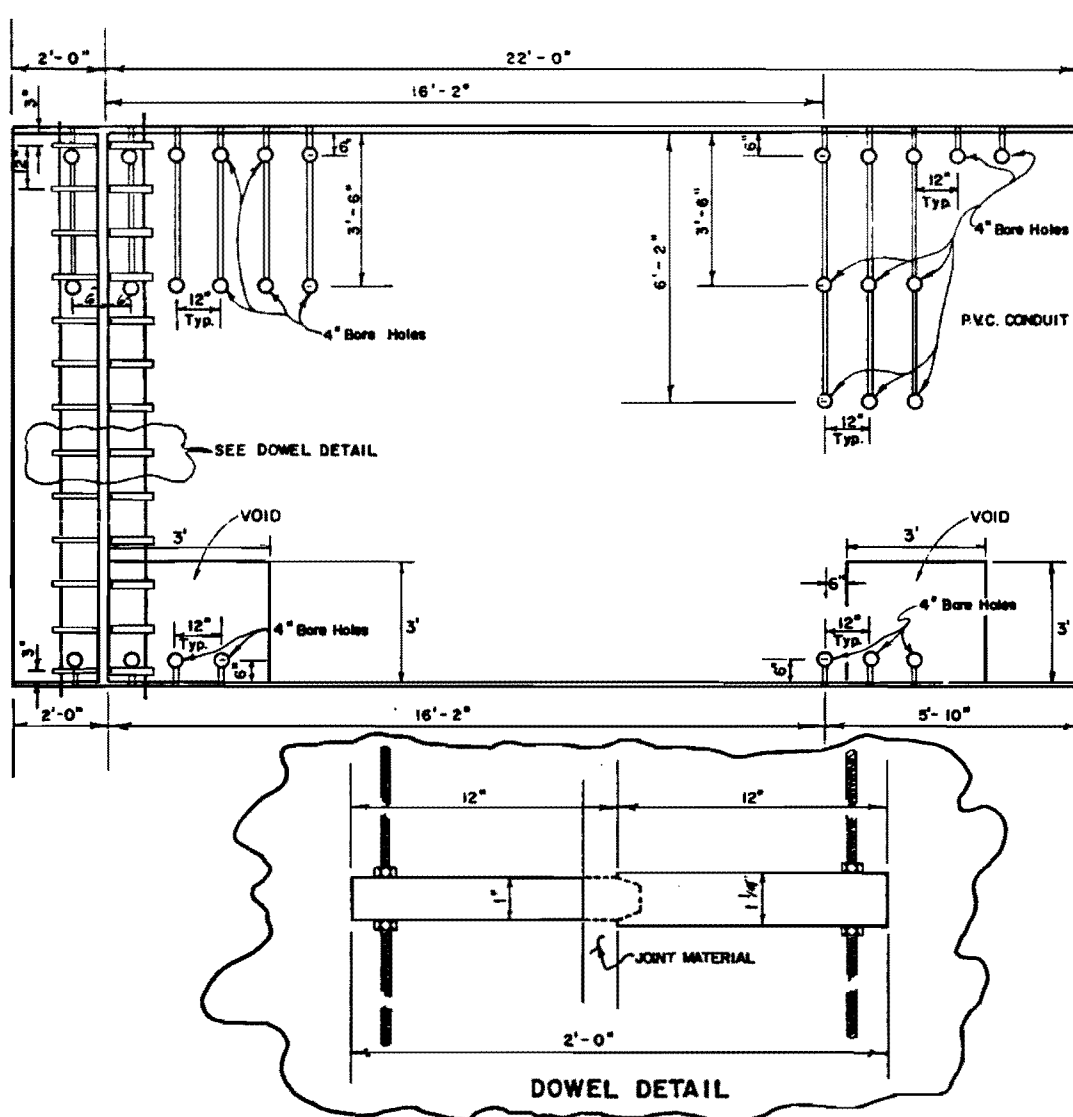 2'-0"
22'-0"
16'-2"
3"
12"
6"
3'-6"
6'-2"
3'-6"
6"
12"
Typ.
4" Bore Holes
6"
6"
12"
Typ.
4" Bore Holes
P.V.C. CONDUIT
12"
Typ.
SEE DOWEL DETAIL
VOID
3'
VOID
3'
6"
4" Bore Holes
12"
Typ.
4" Bore Holes
3'
12"
Typ.
3'
3"
6"
6"
2'-0"
16'-2"
5'-10"
12"
12"
1"
1 1/4"
JOINT MATERIAL
2'-0"
DOWEL DETAIL